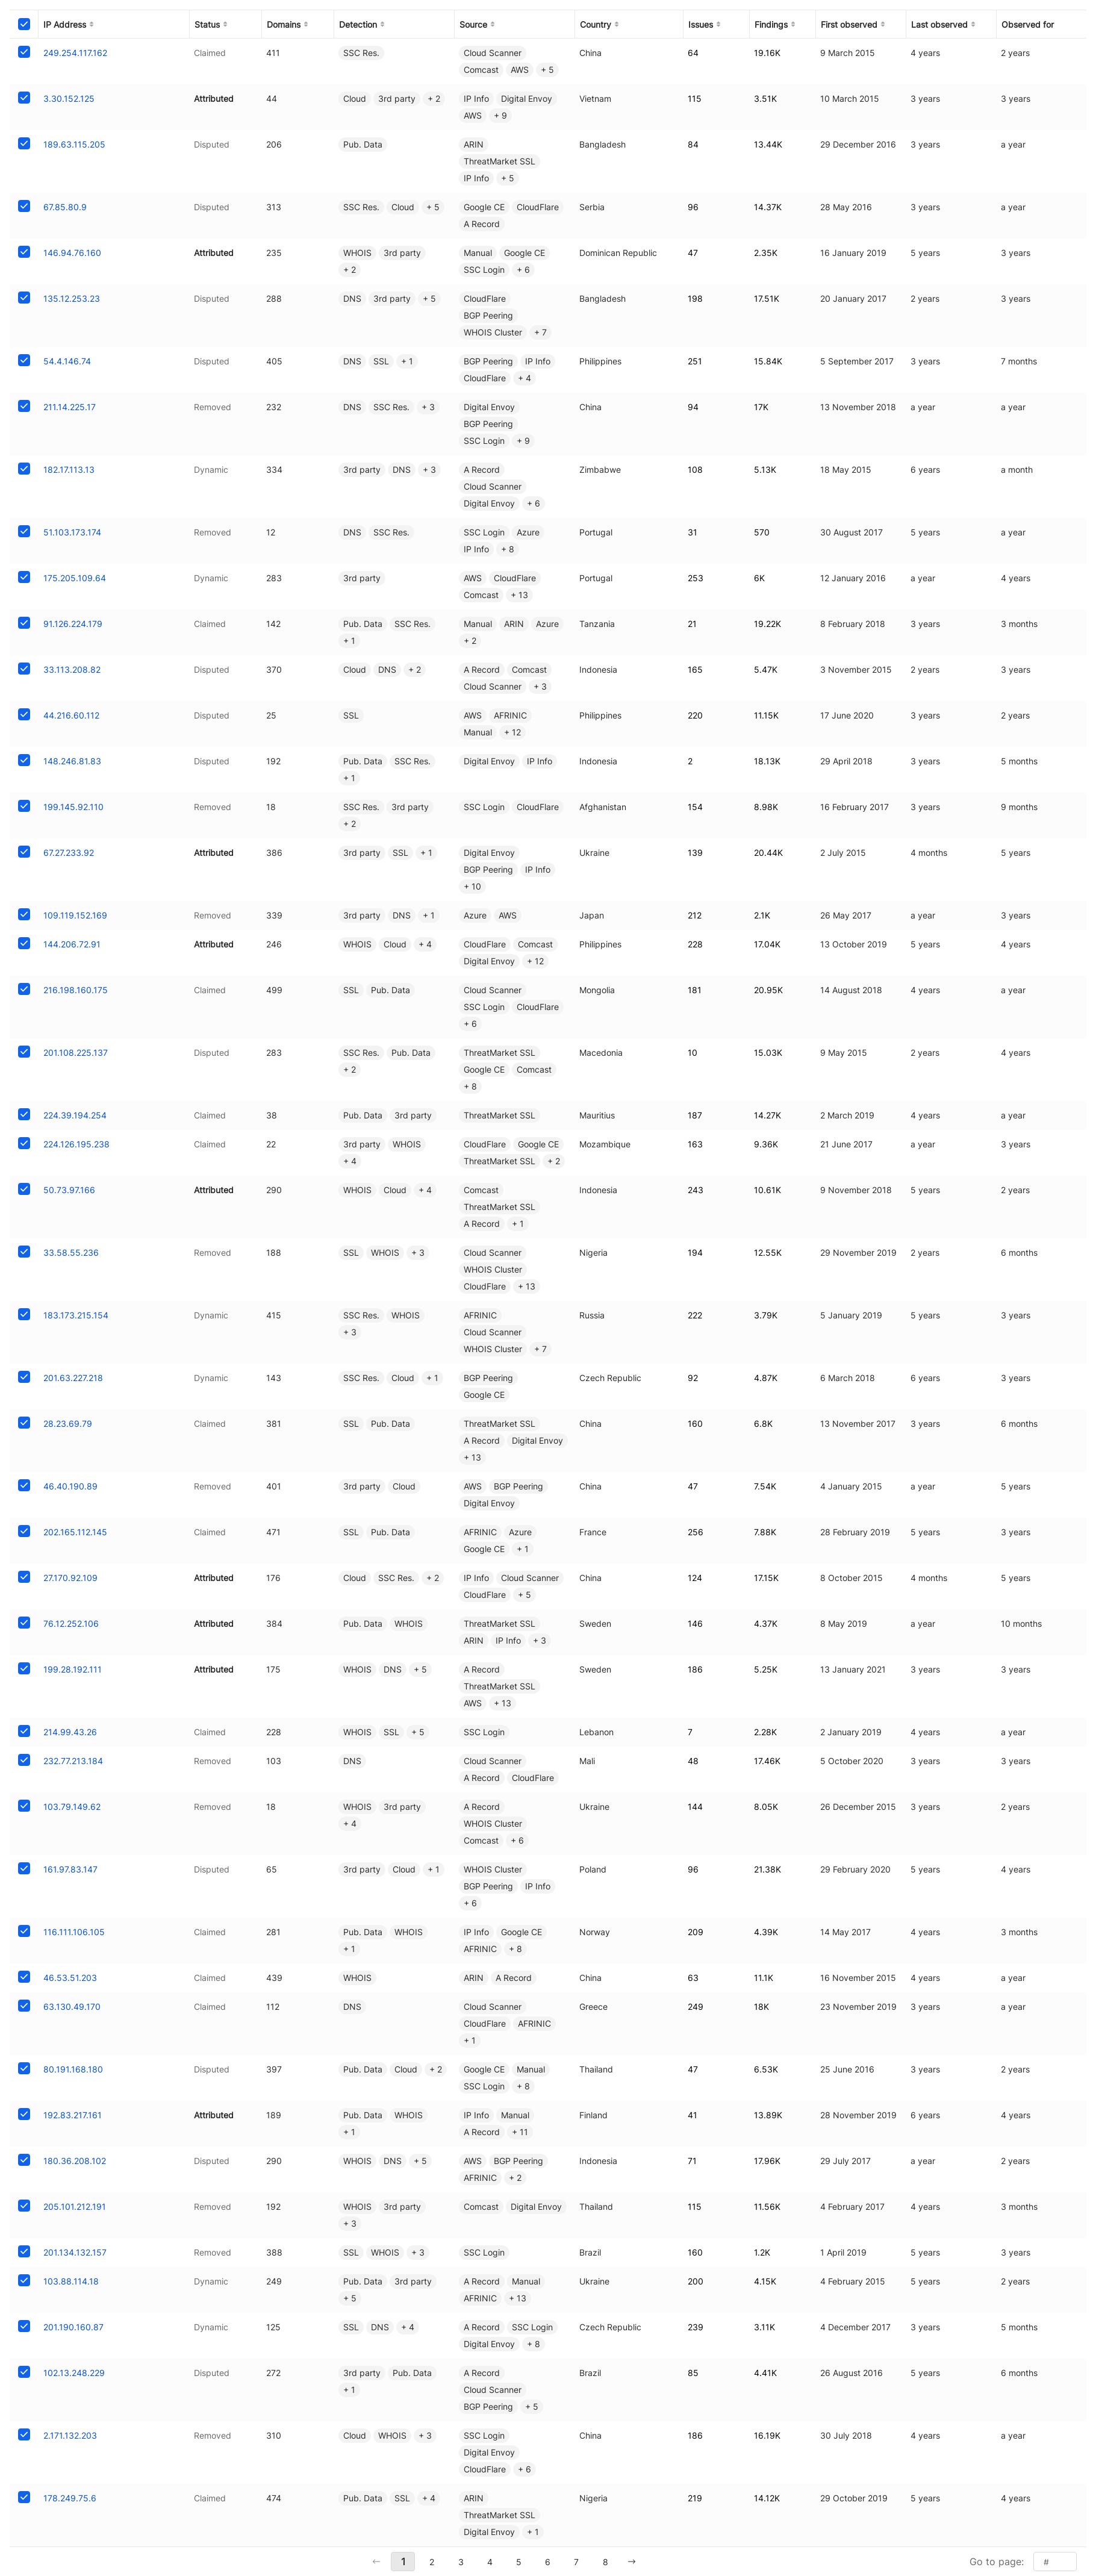 IP Address Status Domains Detection Source Country Issues Findings First observed Last observed Observed for
249.254.117.162 Claimed 411 SSC Res. Cloud Scanner China 64 19.16K 9 March 2015 4 years 2 years
Comcast AWS + 5
3.30.152.125 Attributed 44 Cloud 3rd party + 2 IP Info Digital Envoy Vietnam 115 3.51K 10 March 2015 3 years 3 years
AWS + 9
189.63.115.205 Disputed 206 Pub. Data ARIN Bangladesh 84 13.44K 29 December 2016 3 years a year
ThreatMarket SSL
IP Info + 5
67.85.80.9 Disputed 313 SSC Res. Cloud + 5 Google CE CloudFlare Serbia 96 14.37K 28 May 2016 3 years a year
A Record
146.94.76.160 Attributed 235 WHOIS 3rd party Manual Google CE Dominican Republic 47 2.35K 16 January 2019 5 years 3 years
+ 2 SSC Login + 6
135.12.253.23 Disputed 288 DNS 3rd party + 5 CloudFlare Bangladesh 198 17.51K 20 January 2017 2 years 3 years
BGP Peering
WHOIS Cluster + 7
54.4.146.74 Disputed 405 DNS SSL + 1 BGP Peering IP Info Philippines 251 15.84K 5 September 2017 3 years 7 months
CloudFlare + 4
211.14.225.17 Removed 232 DNS SSC Res. + 3 Digital Envoy China 94 17K 13 November 2018 a year a year
BGP Peering
SSC Login + 9
182.17.113.13 Dynamic 334 3rd party DNS + 3 A Record Zimbabwe 108 5.13K 18 May 2015 6 years a month
Cloud Scanner
Digital Envoy + 6
51.103.173.174 Removed 12 DNS SSC Res. SSC Login Azure Portugal 31 570 30 August 2017 5 years a year
IP Info + 8
175.205.109.64 Dynamic 283 3rd party AWS CloudFlare Portugal 253 6K 12 January 2016 a year 4 years
Comcast + 13
91.126.224.179 Claimed 142 Pub. Data SSC Res. Manual ARIN Azure Tanzania 21 19.22K 8 February 2018 3 years 3 months
+ 1 + 2
33.113.208.82 Disputed 370 Cloud DNS + 2 A Record Comcast Indonesia 165 5.47K 3 November 2015 2 years 3 years
Cloud Scanner + 3
44.216.60.112 Disputed 25 SSL AWS AFRINIC Philippines 220 11.15K 17 June 2020 3 years 2 years
Manual + 12
148.246.81.83 Disputed 192 Pub. Data SSC Res. Digital Envoy IP Info Indonesia 2 18.13K 29 April 2018 3 years 5 months
+ 1
199.145.92.110 Removed 18 SSC Res. 3rd party SSC Login CloudFlare Afghanistan 154 8.98K 16 February 2017 3 years 9 months
+ 2
67.27.233.92 Attributed 386 3rd party SSL + 1 Digital Envoy Ukraine 139 20.44K 2 July 2015 4 months 5 years
BGP Peering IP Info
+ 10
109.119.152.169 Removed 339 3rd party DNS + 1 Azure AWS Japan 212 2.1K 26 May 2017 a year 3 years
144.206.72.91 Attributed 246 WHOIS Cloud + 4 CloudFlare Comcast Philippines 228 17.04K 13 October 2019 5 years 4 years
Digital Envoy + 12
216.198.160.175 Claimed 499 SSL Pub. Data Cloud Scanner Mongolia 181 20.95K 14 August 2018 4 years a year
SSC Login CloudFlare
+ 6
201.108.225.137 Disputed 283 SSC Res. Pub. Data ThreatMarket SSL Macedonia 10 15.03K 9 May 2015 2 years 4 years
+ 2 Google CE Comcast
+ 8
224.39.194.254 Claimed 38 Pub. Data 3rd party ThreatMarket SSL Mauritius 187 14.27K 2 March 2019 4 years a year
224.126.195.238 Claimed 22 3rd party WHOIS CloudFlare Google CE Mozambique 163 9.36K 21 June 2017 a year 3 years
+ 4 ThreatMarket SSL + 2
50.73.97.166 Attributed 290 WHOIS Cloud + 4 Comcast Indonesia 243 10.61K 9 November 2018 5 years 2 years
ThreatMarket SSL
A Record + 1
33.58.55.236 Removed 188 SSL WHOIS + 3 Cloud Scanner Nigeria 194 12.55K 29 November 2019 2 years 6 months
WHOIS Cluster
CloudFlare + 13
183.173.215.154 Dynamic 415 SSC Res. WHOIS AFRINIC Russia 222 3.79K 5 January 2019 5 years 3 years
+ 3 Cloud Scanner
WHOIS Cluster + 7
201.63.227.218 Dynamic 143 SSC Res. Cloud + 1 BGP Peering Czech Republic 92 4.87K 6 March 2018 6 years 3 years
Google CE
28.23.69.79 Claimed 381 SSL Pub. Data ThreatMarket SSL China 160 6.8K 13 November 2017 3 years 6 months
A Record Digital Envoy
+ 13
46.40.190.89 Removed 401 3rd party Cloud AWS BGP Peering China 47 7.54K 4 January 2015 a year 5 years
Digital Envoy
202.165.112.145 Claimed 471 SSL Pub. Data AFRINIC Azure France 256 7.88K 28 February 2019 5 years 3 years
Google CE + 1
27.170.92.109 Attributed 176 Cloud SSC Res. + 2 IP Info Cloud Scanner China 124 17.15K 8 October 2015 4 months 5 years
CloudFlare + 5
76.12.252.106 Attributed 384 Pub. Data WHOIS ThreatMarket SSL Sweden 146 4.37K 8 May 2019 a year 10 months
ARIN IP Info + 3
199.28.192.111 Attributed 175 WHOIS DNS + 5 A Record Sweden 186 5.25K 13 January 2021 3 years 3 years
ThreatMarket SSL
AWS + 13
214.99.43.26 Claimed 228 WHOIS SSL + 5 SSC Login Lebanon 7 2.28K 2 January 2019 4 years a year
232.77.213.184 Removed 103 DNS Cloud Scanner Mali 48 17.46K 5 October 2020 3 years 3 years
A Record CloudFlare
103.79.149.62 Removed 18 WHOIS 3rd party A Record Ukraine 144 8.05K 26 December 2015 3 years 2 years
+ 4 WHOIS Cluster
Comcast + 6
161.97.83.147 Disputed 65 3rd party Cloud + 1 WHOIS Cluster Poland 96 21.38K 29 February 2020 5 years 4 years
BGP Peering IP Info
+ 6
116.111.106.105 Claimed 281 Pub. Data WHOIS IP Info Google CE Norway 209 4.39K 14 May 2017 4 years 3 months
+ 1 AFRINIC + 8
46.53.51.203 Claimed 439 WHOIS ARIN A Record China 63 11.1K 16 November 2015 4 years a year
63.130.49.170 Claimed 112 DNS Cloud Scanner Greece 249 18K 23 November 2019 3 years a year
CloudFlare AFRINIC
+ 1
80.191.168.180 Disputed 397 Pub. Data Cloud + 2 Google CE Manual Thailand 47 6.53K 25 June 2016 3 years 2 years
SSC Login + 8
192.83.217.161 Attributed 189 Pub. Data WHOIS IP Info Manual Finland 41 13.89K 28 November 2019 6 years 4 years
+ 1 A Record + 11
180.36.208.102 Disputed 290 WHOIS DNS + 5 AWS BGP Peering Indonesia 71 17.96K 29 July 2017 a year 2 years
AFRINIC + 2
205.101.212.191 Removed 192 WHOIS 3rd party Comcast Digital Envoy Thailand 115 11.56K 4 February 2017 4 years 3 months
+ 3
201.134.132.157 Removed 388 SSL WHOIS + 3 SSC Login Brazil 160 1.2K 1 April 2019 5 years 3 years
103.88.114.18 Dynamic 249 Pub. Data 3rd party A Record Manual Ukraine 200 4.15K 4 February 2015 5 years 2 years
+ 5 AFRINIC + 13
201.190.160.87 Dynamic 125 SSL DNS + 4 A Record SSC Login Czech Republic 239 3.11K 4 December 2017 3 years 5 months
Digital Envoy + 8
102.13.248.229 Disputed 272 3rd party Pub. Data A Record Brazil 85 4.41K 26 August 2016 5 years 6 months
+ 1 Cloud Scanner
BGP Peering + 5
2.171.132.203 Removed 310 Cloud WHOIS + 3 SSC Login China 186 16.19K 30 July 2018 4 years a year
Digital Envoy
CloudFlare + 6
178.249.75.6 Claimed 474 Pub. Data SSL + 4 ARIN Nigeria 219 14.12K 29 October 2019 5 years 4 years
ThreatMarket SSL
Digital Envoy + 1
← 1 2 3 4 5 6 7 8 → Go to page: #